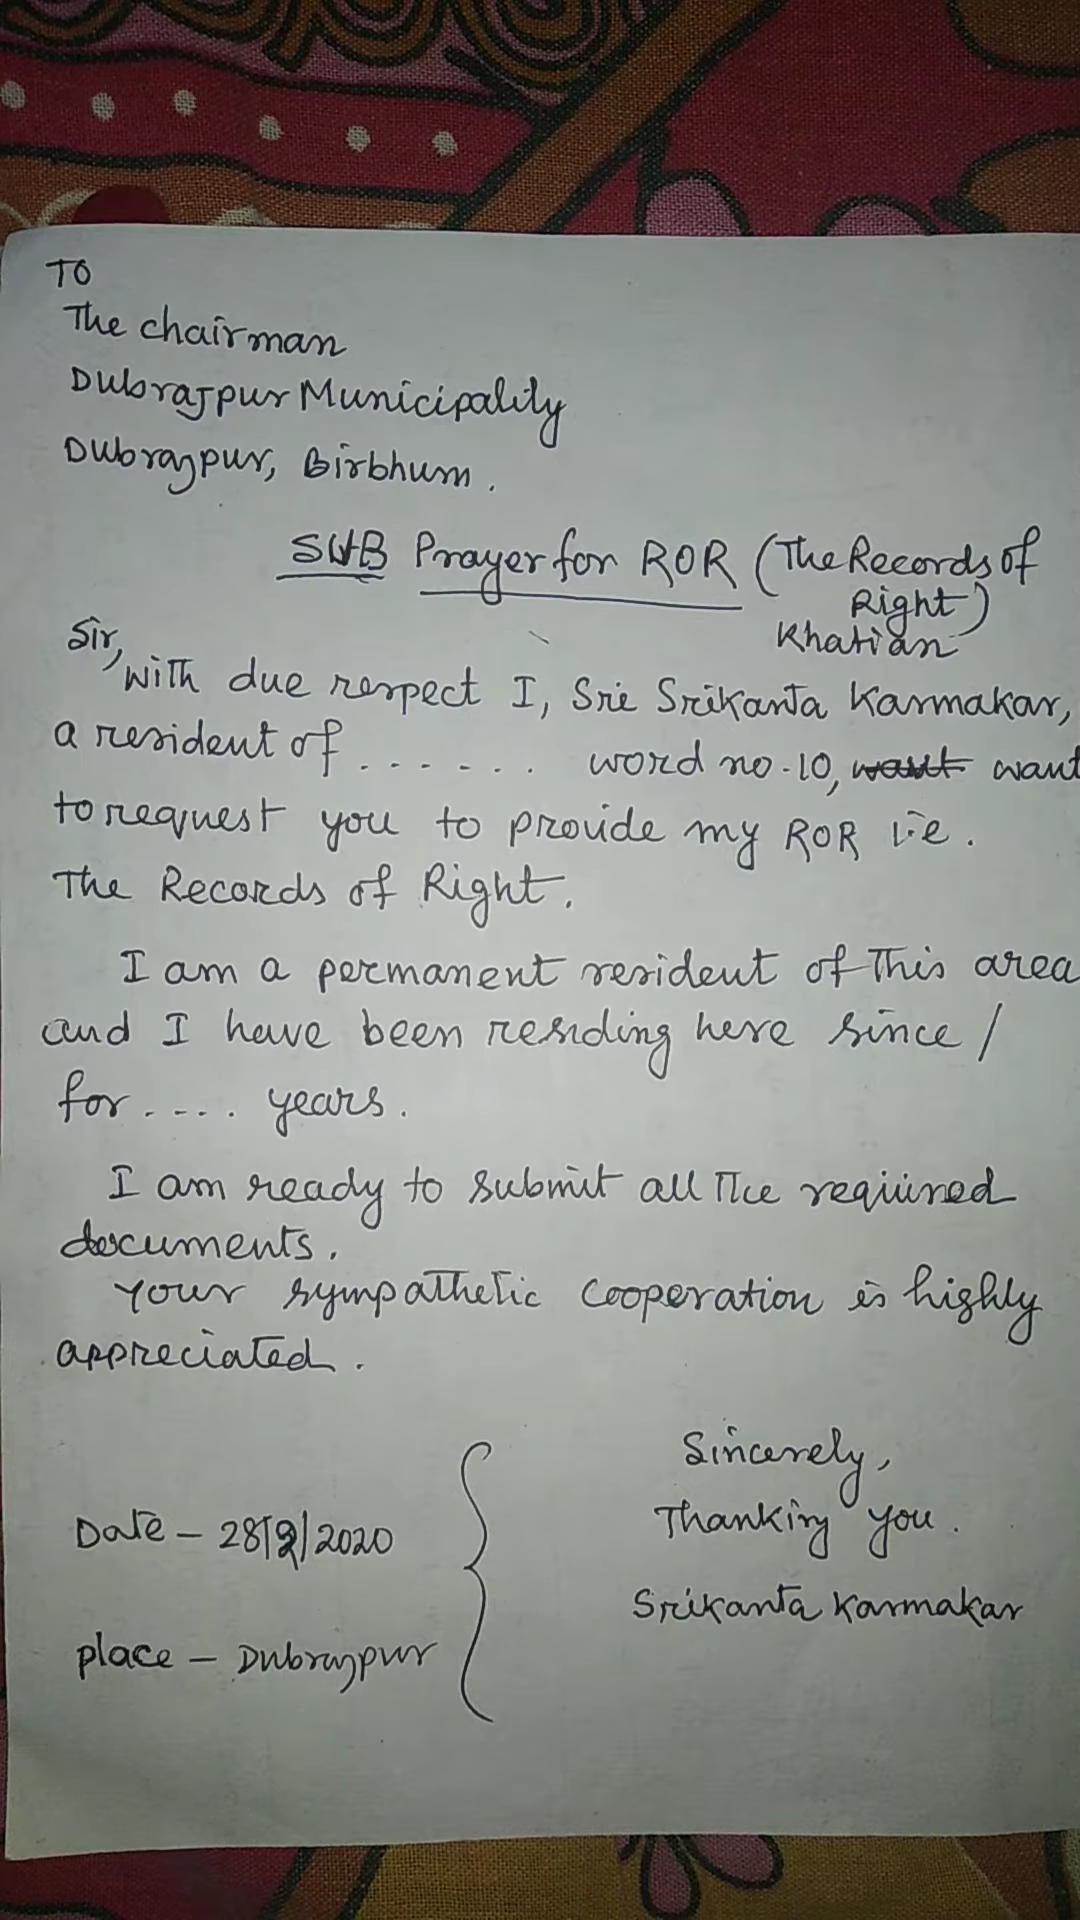 TO
The chairman
Dubrajpur Municipality
Dubrajpur, Birbhum.
SUB Prayer for ROR (The Records of
Right)
Khatian
Sir,
With due respect I, Sri Srikanta Karmakar,
a resident of ...... word no.10, want want
to request you to provide my ROR i.e.
The Records of Right.
I am a permanent resident of This area
and I have been residing here since /
for .... years.
I am ready to submit all The required
documents.
Your sympathetic cooperation is highly
appreciated.
Sincerely,
Thanking you.
Srikanta Karmakar
Date - 28/2/2020
place - Dubrajpur